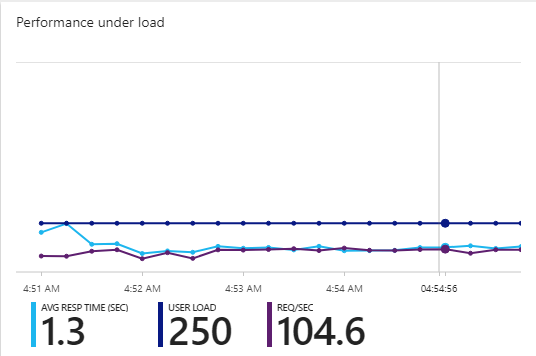 Performance under load
4:51 AM 4:52 AM 4:53 AM 4:54 AM 04:54:56
AVG RESP TIME (SEC) USER LOAD REQ/SEC
1.3 250 104.6